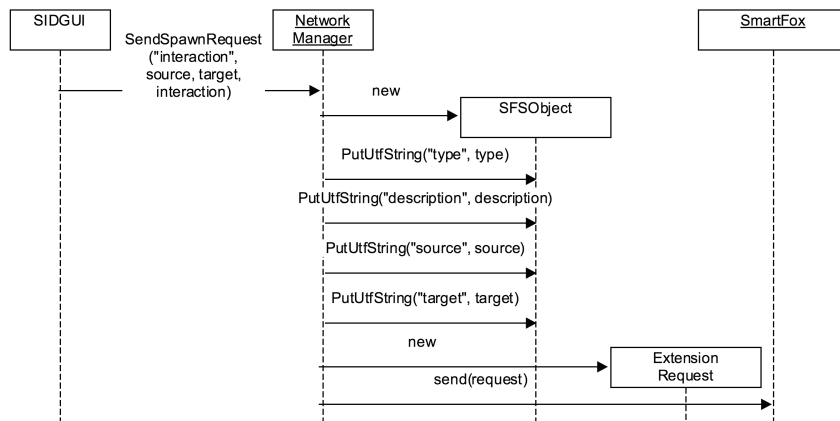 SIDGUI
Network
Manager
SmartFox
SendSpawnRequest
("interaction",
source, target,
interaction)
new
SFSObject
PutUtfString("type", type)
PutUtfString("description", description)
PutUtfString("source", source)
PutUtfString("target", target)
new
Extension
Request
send(request)